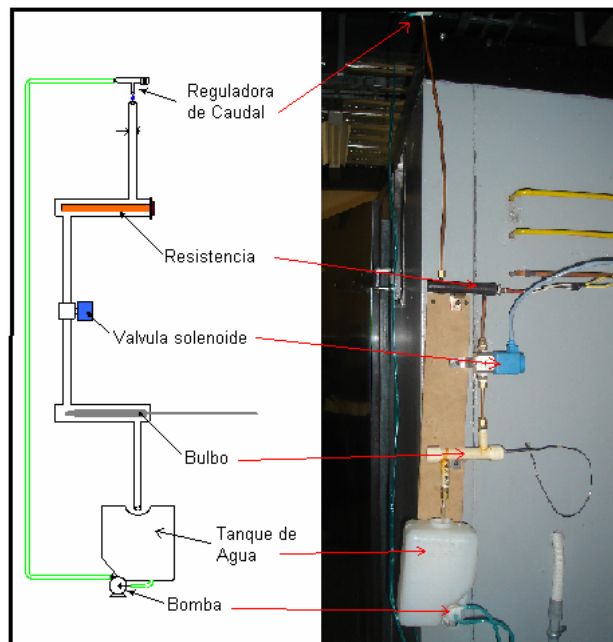 Reguladora
de Caudal
Resistencia
Valvula solenoide
Bulbo
Tanque de
Agua
Bomba